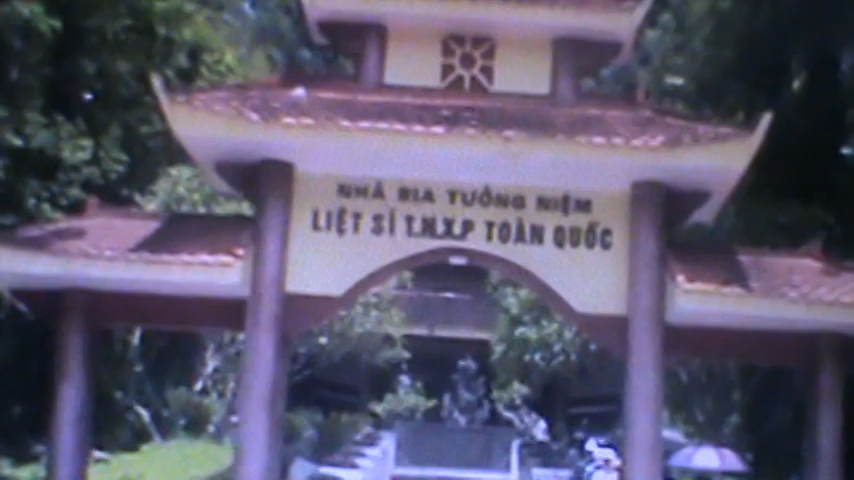 NHÀ BIA TƯỞNG NIỆM
LIỆT SĨ T.N.X.P TOÀN QUỐC